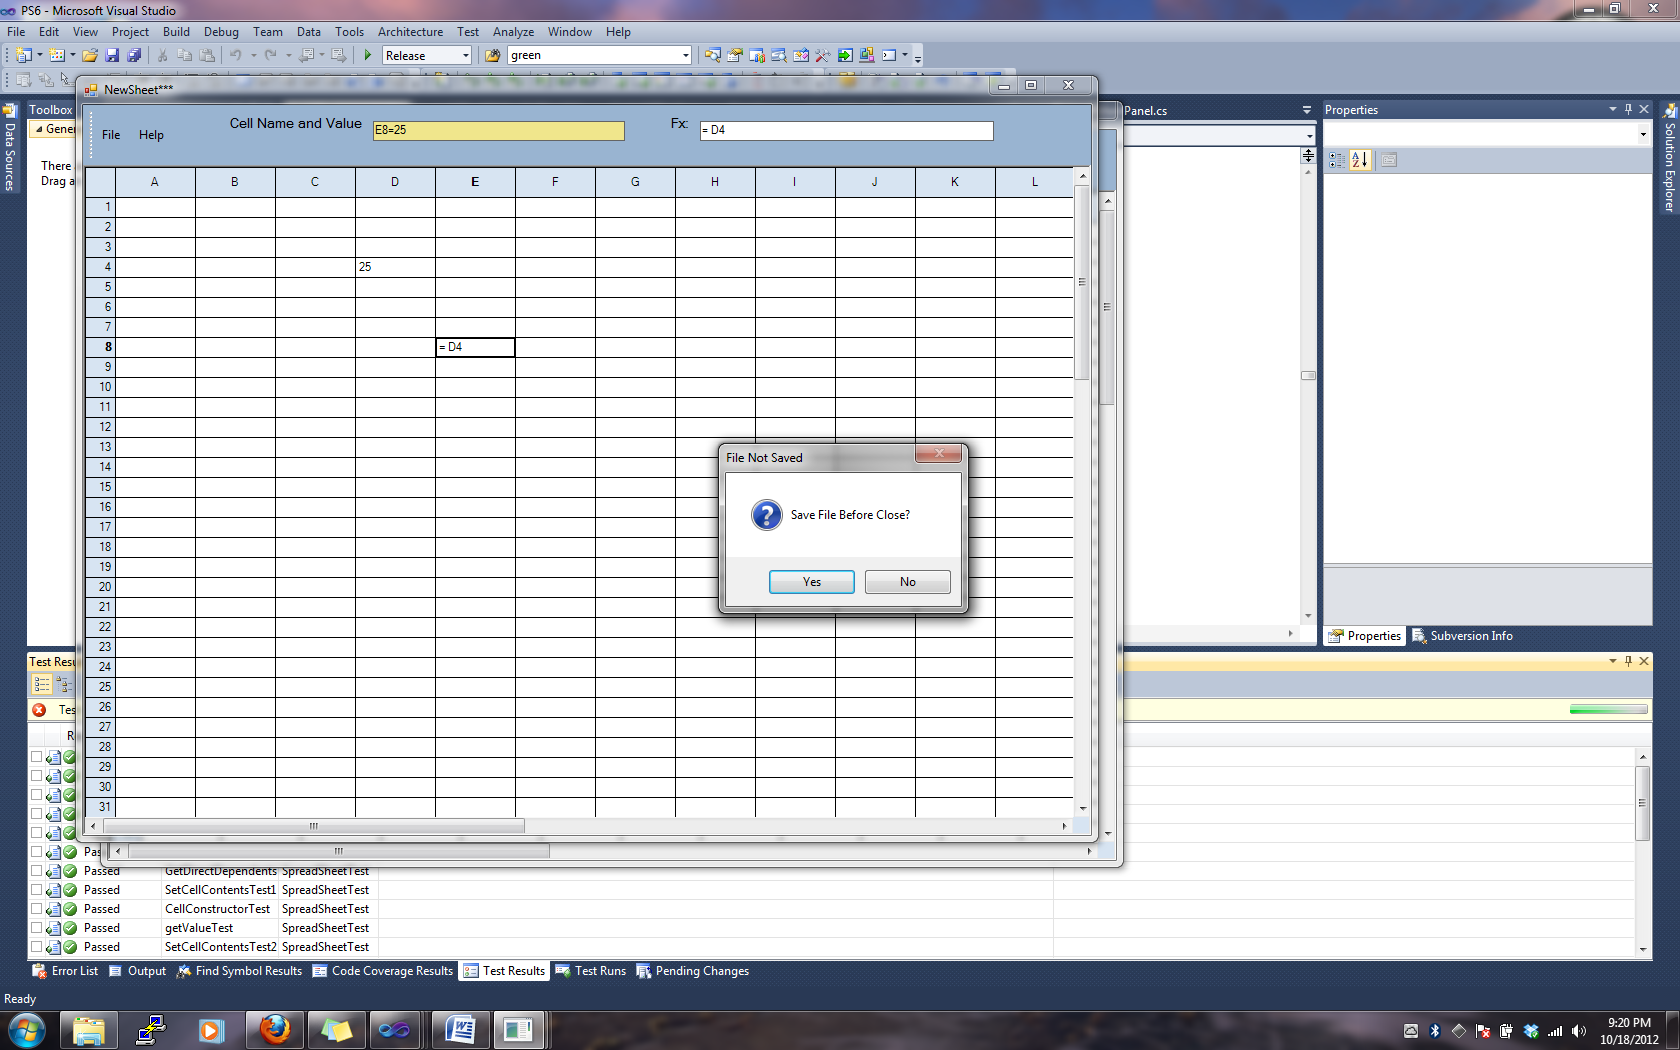 PS6 - Microsoft Visual Studio
File Edit View Project Build Debug Team Data Tools Architecture Test Analyze Window Help
Release green
NewSheet***
Toolbox
Panel.cs
Properties
Data Sources
Solution Explorer
File Help Cell Name and Value E8=25 Fx: = D4
There
Drag a
A B C D E F G H I J K L
1
2
3
4 25
5
6
7
8 = D4
9
10
11
12
13
14
15
16
17
18
19
20
21
22
23
24
25
26
27
28
29
30
31
File Not Saved
Save File Before Close?
Yes No
Properties Subversion Info
Test Resu
Tes
R
Pas
Passed GetDirectDependents SpreadSheetTest
Passed SetCellContentsTest1 SpreadSheetTest
Passed CellConstructorTest SpreadSheetTest
Passed getValueTest SpreadSheetTest
Passed SetCellContentsTest2 SpreadSheetTest
Error List Output Find Symbol Results Code Coverage Results Test Results Test Runs Pending Changes
Ready
9:20 PM
10/18/2012